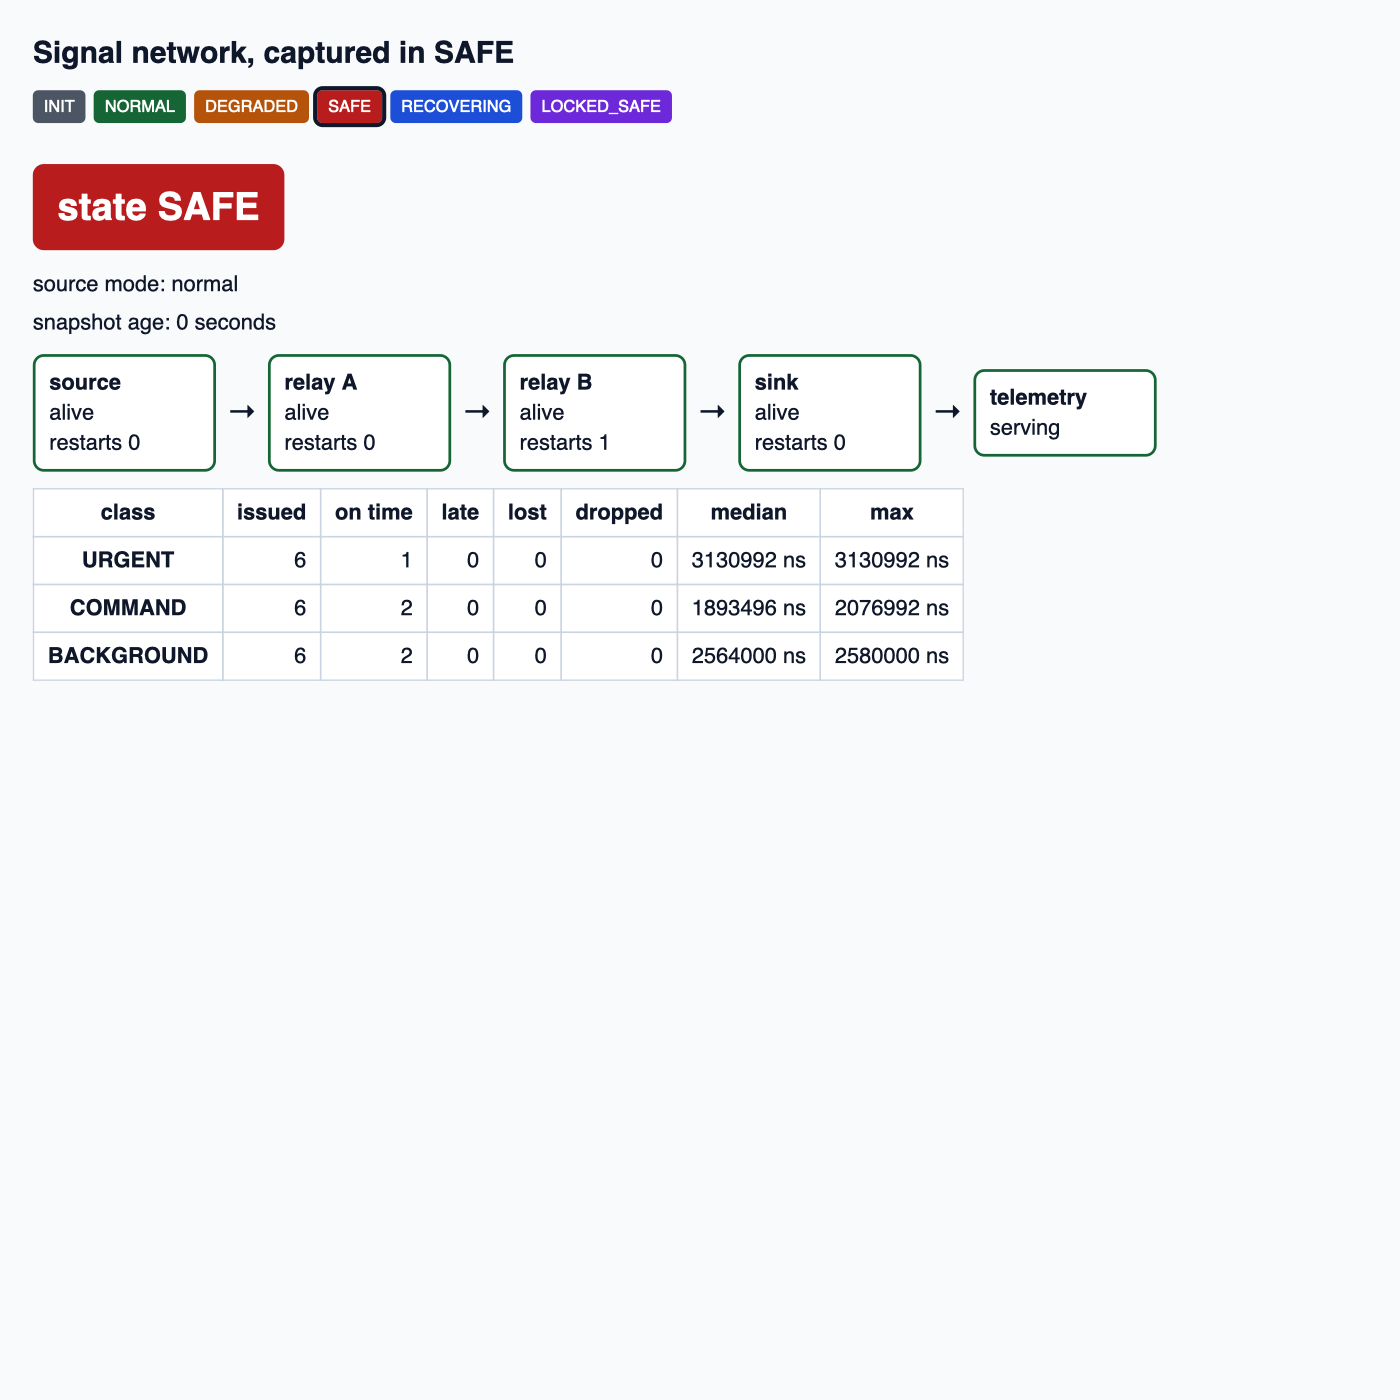 Signal network, captured in SAFE
INIT NORMAL DEGRADED SAFE RECOVERING LOCKED_SAFE
state SAFE
source mode: normal
snapshot age: 0 seconds
source
alive
restarts 0
→
relay A
alive
restarts 0
→
relay B
alive
restarts 1
→
sink
alive
restarts 0
→
telemetry
serving
class issued on time late lost dropped median max
URGENT 6 1 0 0 0 3130992 ns 3130992 ns
COMMAND 6 2 0 0 0 1893496 ns 2076992 ns
BACKGROUND 6 2 0 0 0 2564000 ns 2580000 ns